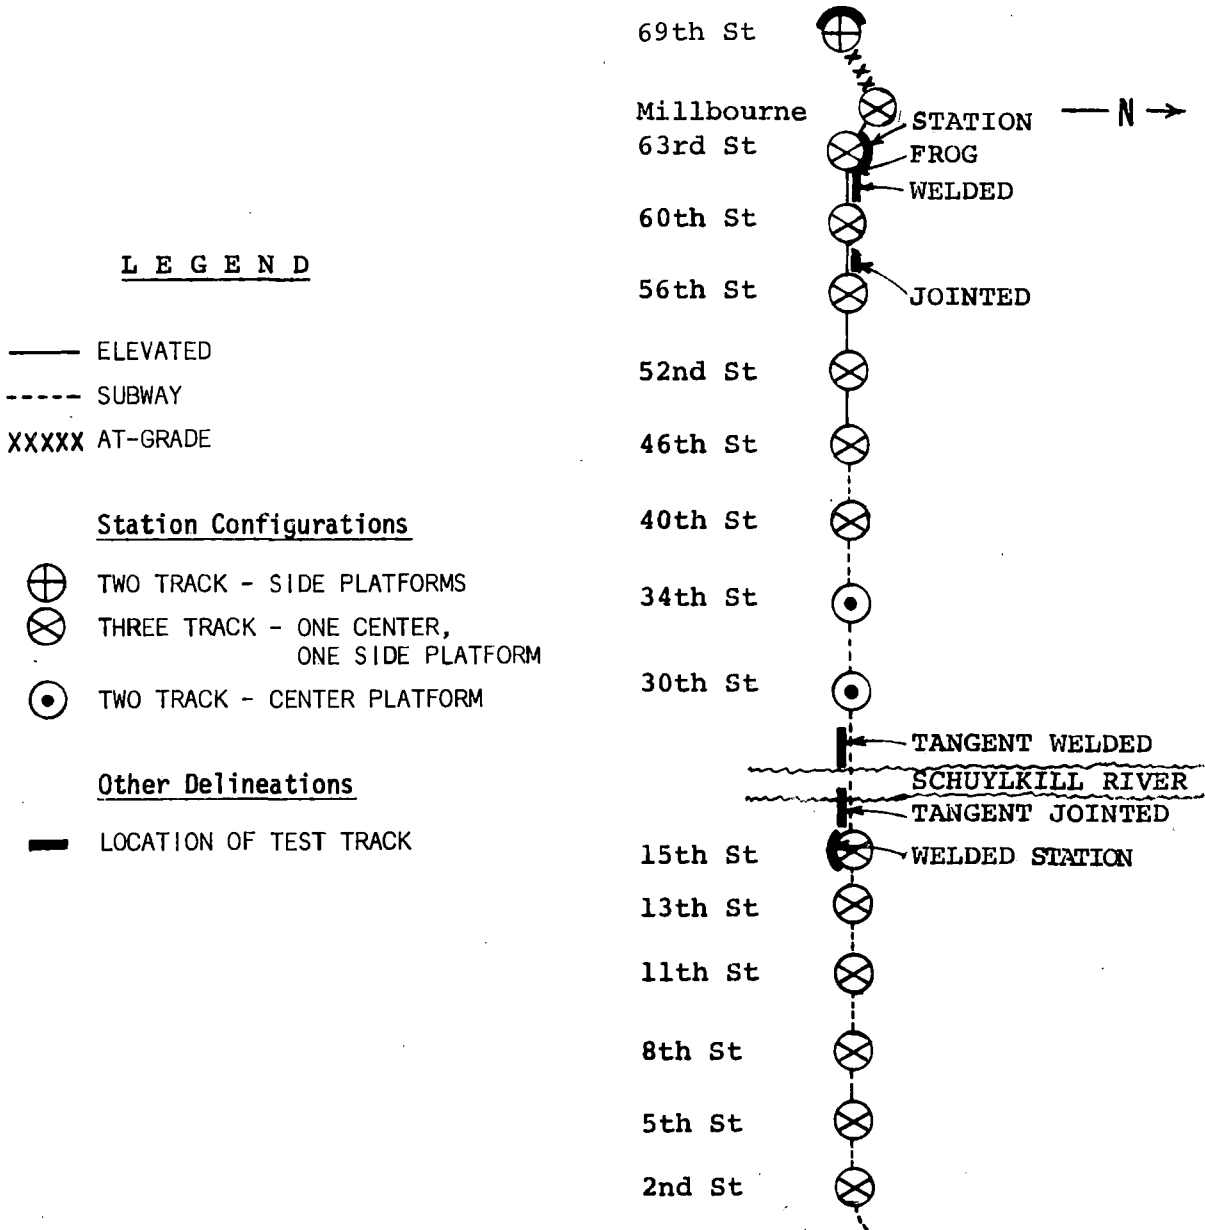 69th St
Millbourne
N
STATION
63rd St
FROG
WELDED
60th St
56th St
JOINTED
52nd St
46th St
40th St
34th St
30th St
TANGENT WELDED
SCHUYLKILL RIVER
TANGENT JOINTED
15th St
WELDED STATION
13th St
11th St
8th St
5th St
2nd St
LEGEND
ELEVATED
SUBWAY
XXXXX AT-GRADE
Station Configurations
TWO TRACK - SIDE PLATFORMS
THREE TRACK - ONE CENTER,
ONE SIDE PLATFORM
TWO TRACK - CENTER PLATFORM
Other Delineations
LOCATION OF TEST TRACK